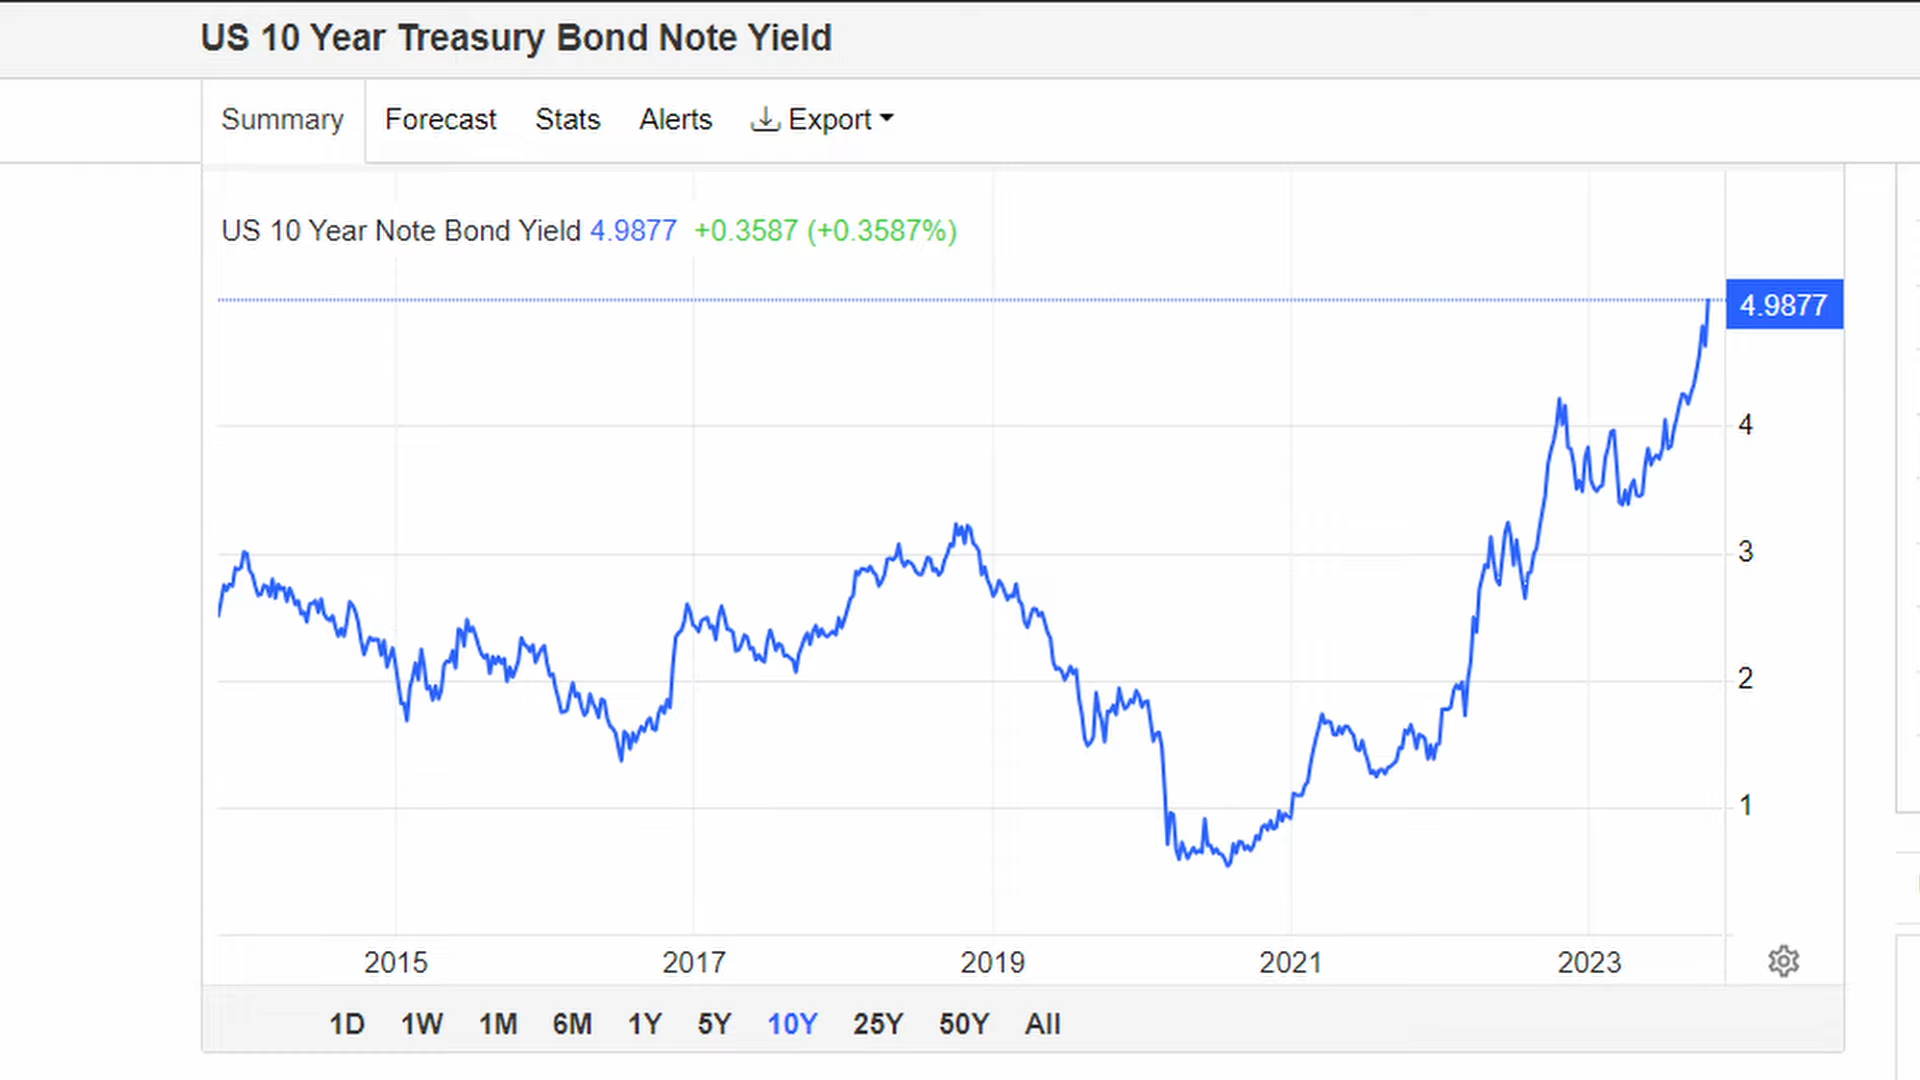 US 10 Year Treasury Bond Note Yield
Summary Forecast Stats Alerts Export
US 10 Year Note Bond Yield 4.9877 +0.3587 (+0.3587%)
4.9877
4
3
2
1
2015 2017 2019 2021 2023
1D 1W 1M 6M 1Y 5Y 10Y 25Y 50Y All